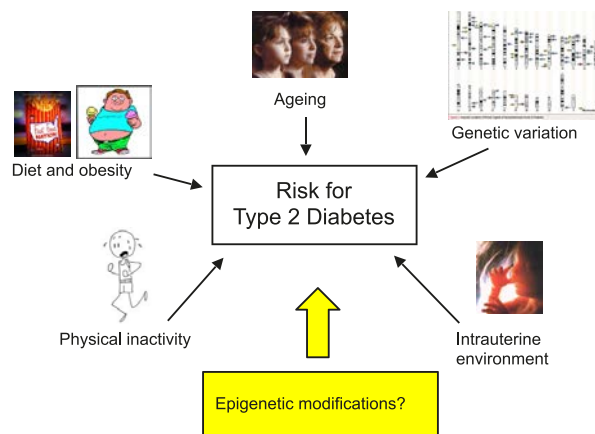 Ageing
Genetic variation
Diet and obesity
Risk for
Type 2 Diabetes
Physical inactivity
Intrauterine
environment
Epigenetic modifications?